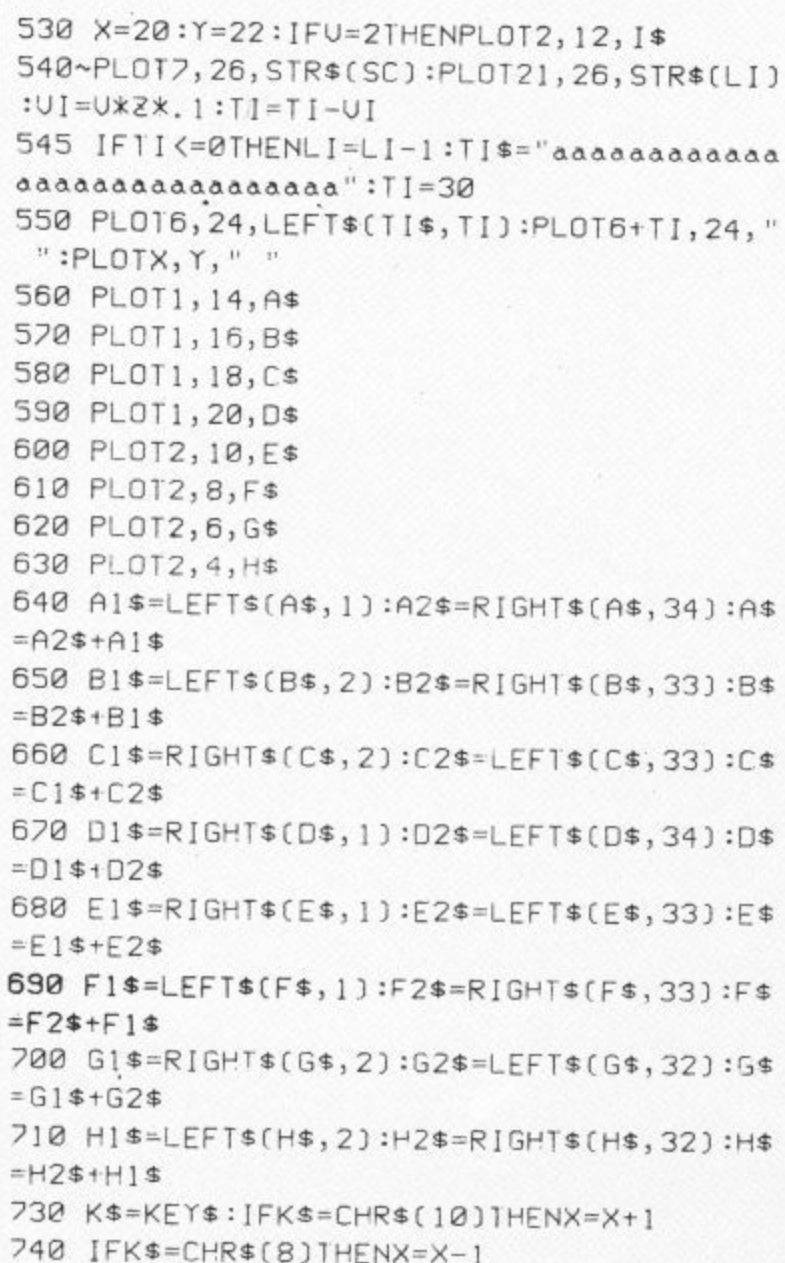 530 X=20:Y=22:IFU=2THENPLOT2,12,I$
540~PLOT7,26,STR$(SC):PLOT21,26,STR$(LI)
:UI=U*Z*.1:TI=TI-UI
545 IFTI<=0THENLI=LI-1:TI$="aaaaaaaaaaaaa
aaaaaaaaaaaaaaaaa":TI=30
550 PLOT6,24,LEFT$(TI$,TI):PLOT6+TI,24,"
 ":PLOTX,Y," "
560 PLOT1,14,A$
570 PLOT1,16,B$
580 PLOT1,18,C$
590 PLOT1,20,D$
600 PLOT2,10,E$
610 PLOT2,8,F$
620 PLOT2,6,G$
630 PLOT2,4,H$
640 A1$=LEFT$(A$,1):A2$=RIGHT$(A$,34):A$
=A2$+A1$
650 B1$=LEFT$(B$,2):B2$=RIGHT$(B$,33):B$
=B2$+B1$
660 C1$=RIGHT$(C$,2):C2$=LEFT$(C$,33):C$
=C1$+C2$
670 D1$=RIGHT$(D$,1):D2$=LEFT$(D$,34):D$
=D1$+D2$
680 E1$=RIGHT$(E$,1):E2$=LEFT$(E$,33):E$
=E1$+E2$
690 F1$=LEFT$(F$,1):F2$=RIGHT$(F$,33):F$
=F2$+F1$
700 G1$=RIGHT$(G$,2):G2$=LEFT$(G$,32):G$
=G1$+G2$
710 H1$=LEFT$(H$,2):H2$=RIGHT$(H$,32):H$
=H2$+H1$
730 K$=KEY$:IFK$=CHR$(10)THENX=X+1
740 IFK$=CHR$(8)THENX=X-1